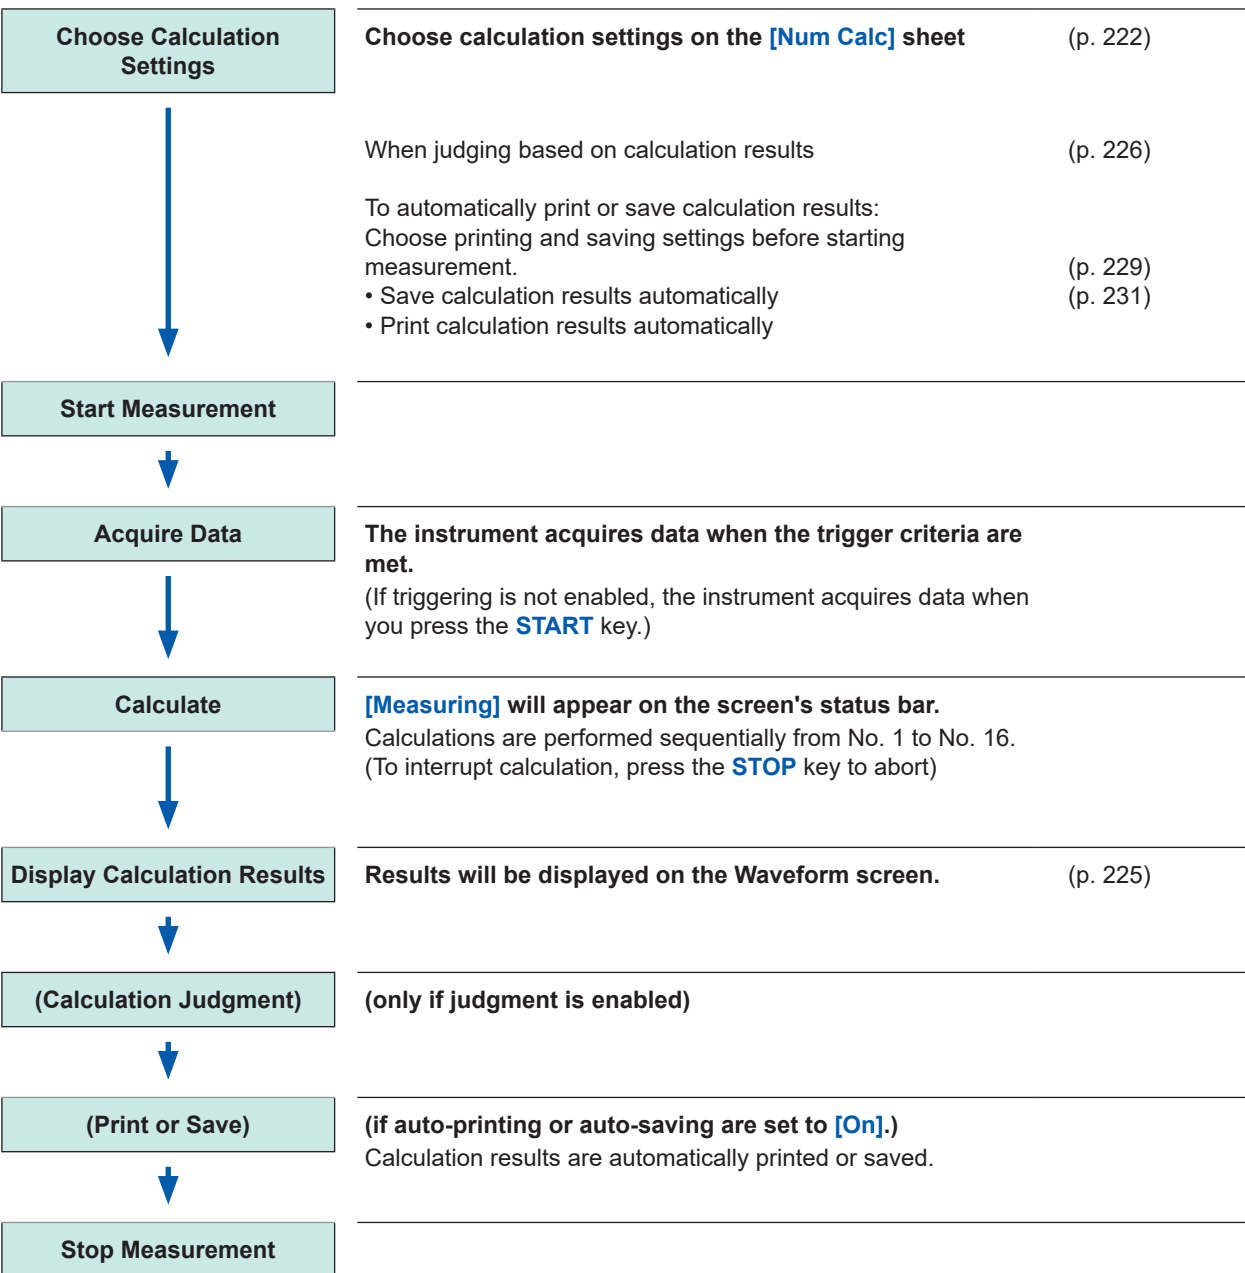 Choose Calculation
Settings
Choose calculation settings on the [Num Calc] sheet (p. 222)
When judging based on calculation results (p. 226)
To automatically print or save calculation results:
Choose printing and saving settings before starting
measurement. (p. 229)
• Save calculation results automatically (p. 231)
• Print calculation results automatically
Start Measurement
Acquire Data
The instrument acquires data when the trigger criteria are
met.
(If triggering is not enabled, the instrument acquires data when
you press the START key.)
Calculate
[Measuring] will appear on the screen's status bar.
Calculations are performed sequentially from No. 1 to No. 16.
(To interrupt calculation, press the STOP key to abort)
Display Calculation Results
Results will be displayed on the Waveform screen. (p. 225)
(Calculation Judgment)
(only if judgment is enabled)
(Print or Save)
(if auto-printing or auto-saving are set to [On].)
Calculation results are automatically printed or saved.
Stop Measurement